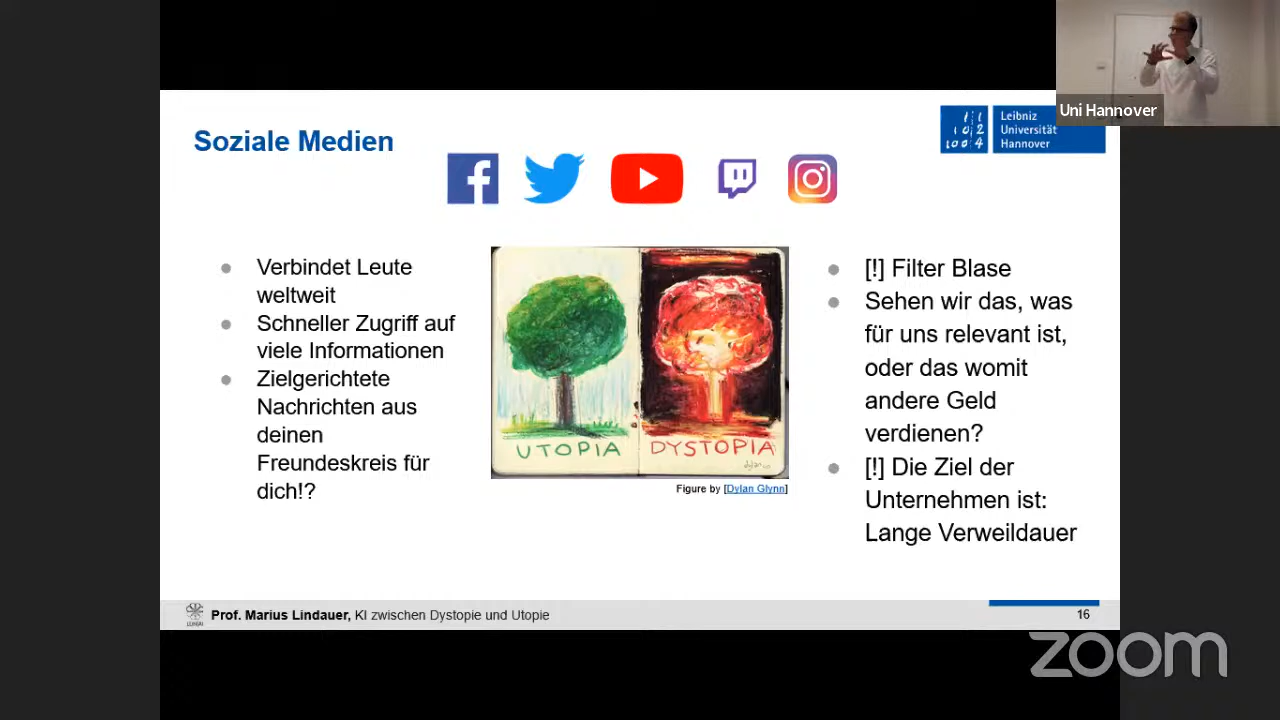 Uni Hannover
Leibniz
Universität
Hannover
Soziale Medien
Verbindet Leute
weltweit
Schneller Zugriff auf
viele Informationen
Zielgerichtete
Nachrichten aus
deinen
Freundeskreis für
dich!?
UTOPIA
DYSTOPIA
Figure by [Dylan Glynn]
[!] Filter Blase
Sehen wir das, was
für uns relevant ist,
oder das womit
andere Geld
verdienen?
[!] Die Ziel der
Unternehmen ist:
Lange Verweildauer
Prof. Marius Lindauer, KI zwischen Dystopie und Utopie
16
zoom